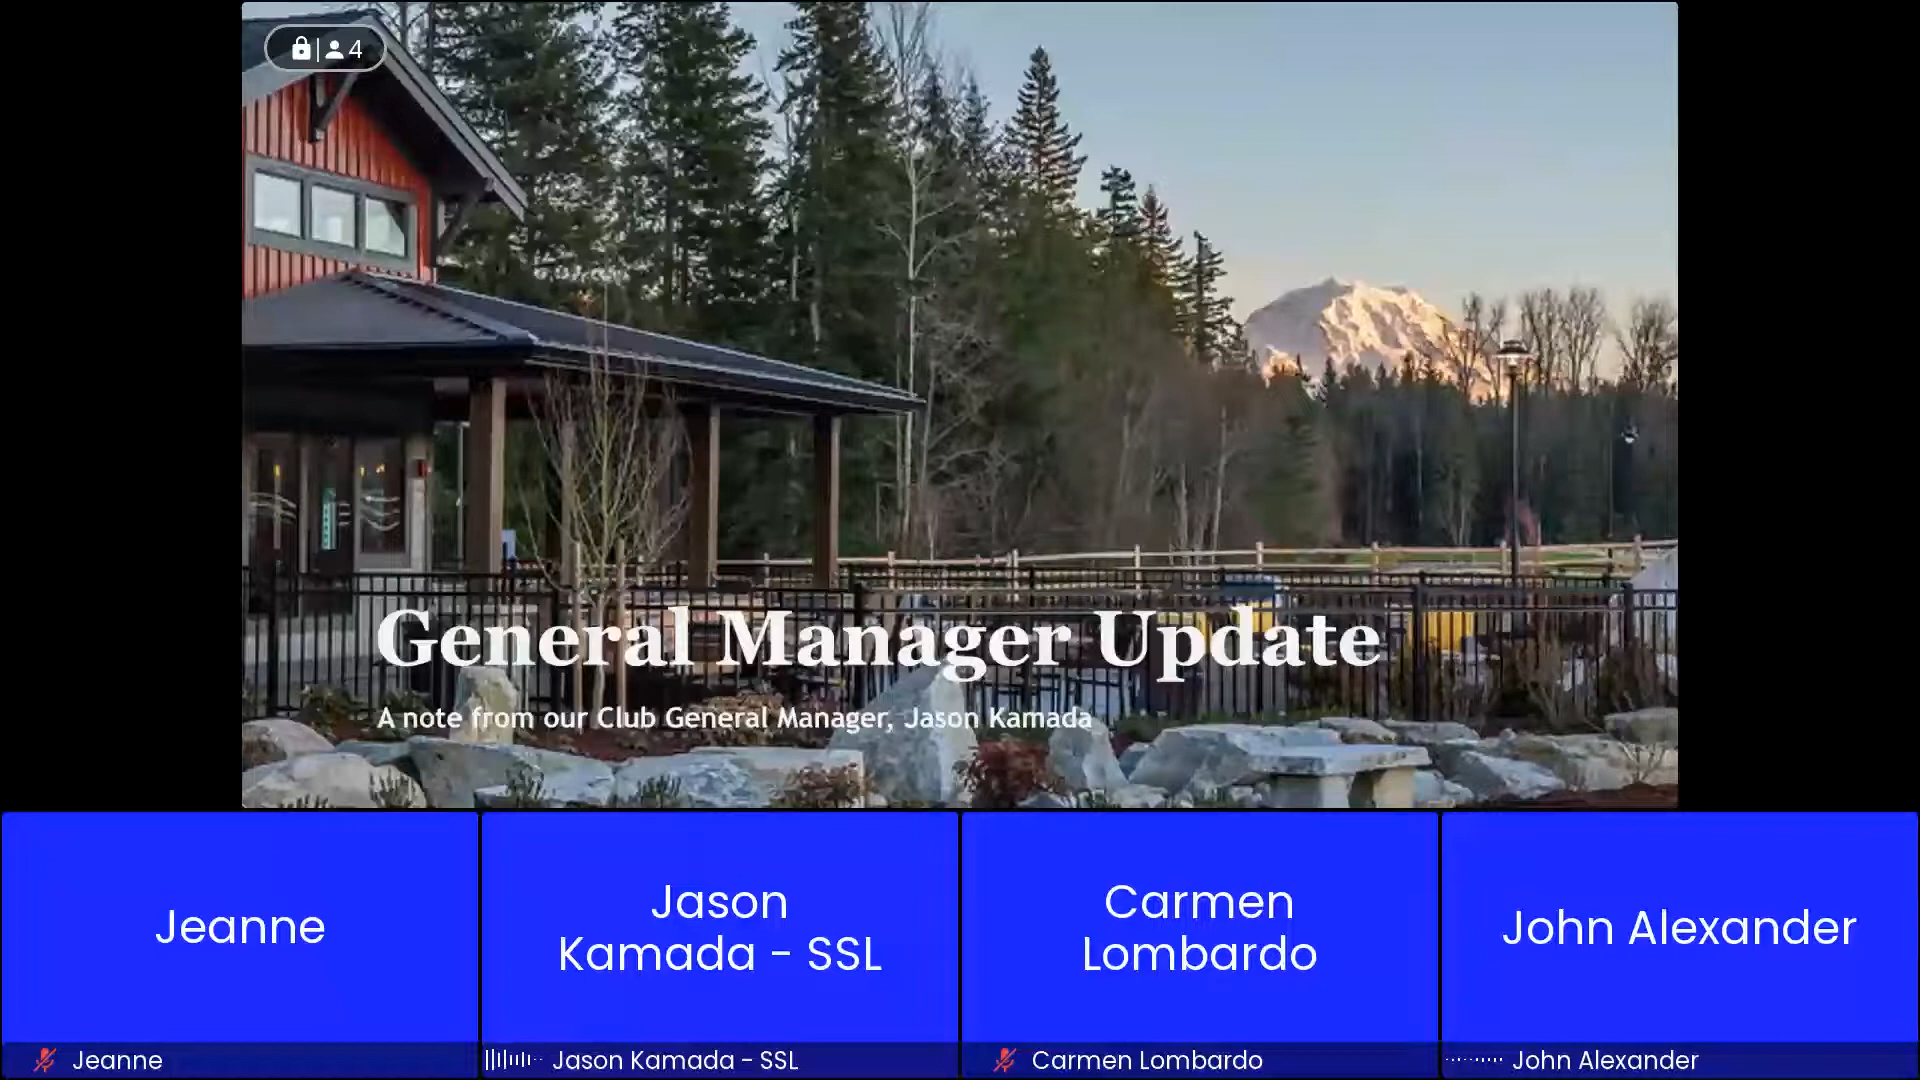 4
General Manager Update
A note from our Club General Manager, Jason Kamada
Jeanne
Jason
Kamada - SSL
Carmen
Lombardo
John Alexander
Jeanne
Jason Kamada - SSL
Carmen Lombardo
John Alexander